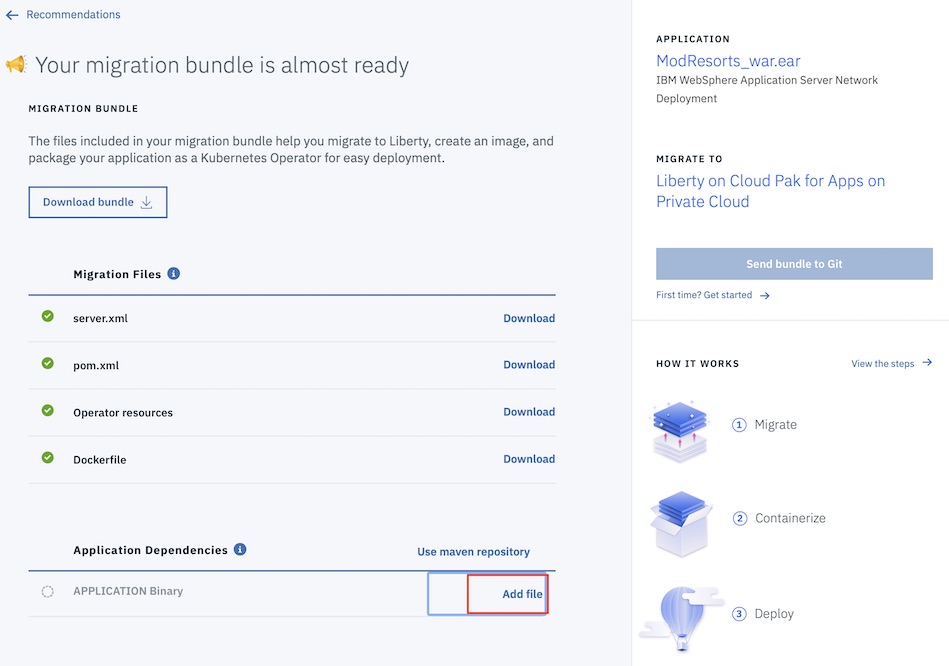 Recommendations
Your migration bundle is almost ready
MIGRATION BUNDLE
The files included in your migration bundle help you migrate to Liberty, create an image, and
package your application as a Kubernetes Operator for easy deployment.
Download bundle
Migration Files
server.xml Download
pom.xml Download
Operator resources Download
Dockerfile Download
Application Dependencies Use maven repository
APPLICATION Binary Add file
APPLICATION
ModResorts_war.ear
IBM WebSphere Application Server Network
Deployment
MIGRATE TO
Liberty on Cloud Pak for Apps on
Private Cloud
Send bundle to Git
First time? Get started
HOW IT WORKS View the steps
1 Migrate
2 Containerize
3 Deploy